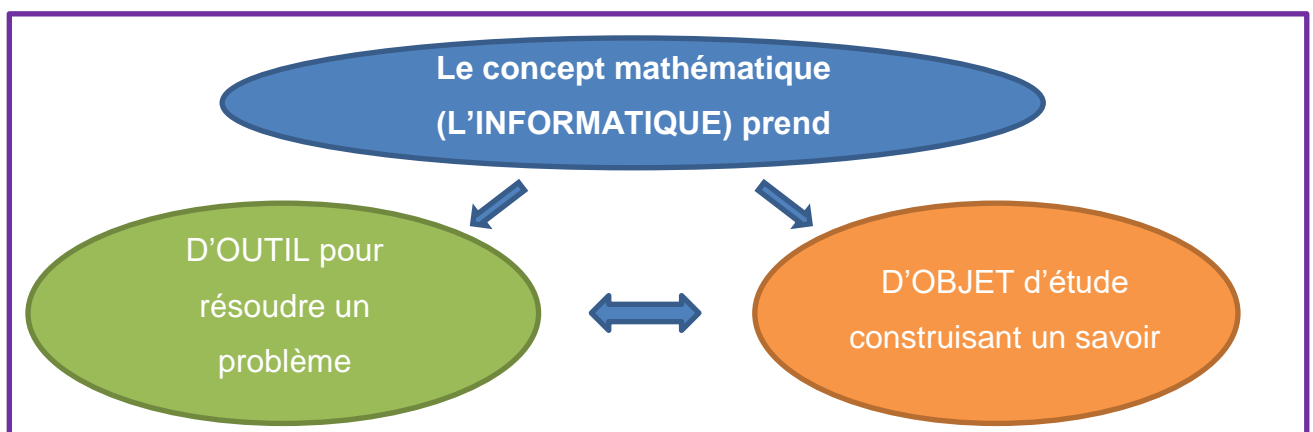 Le concept mathématique
(L’INFORMATIQUE) prend
D’OUTIL pour
résoudre un
problème
D’OBJET d’étude
construisant un savoir